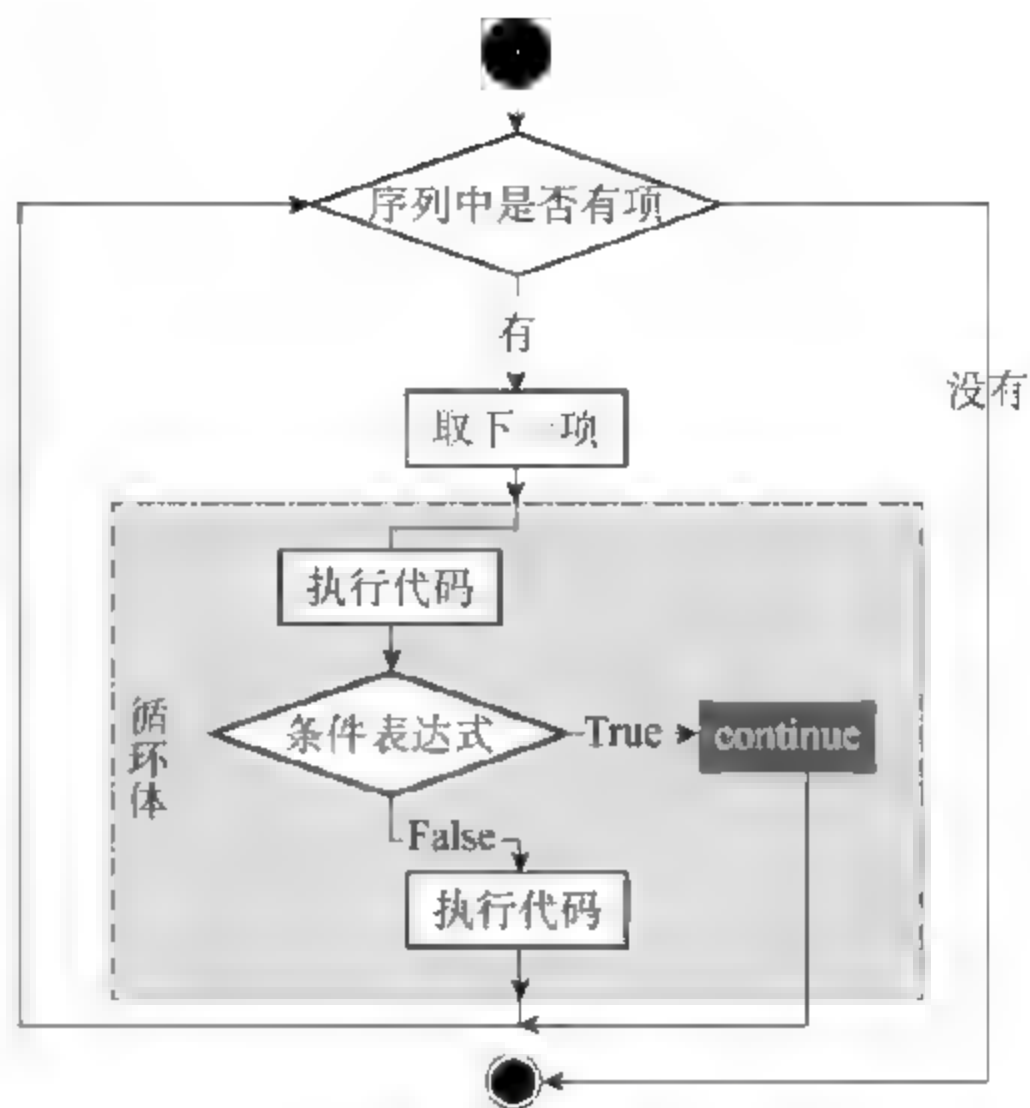 序列中是否有项
有
没有
取下一项
执行代码
循环体
条件表达式
True
continue
False
执行代码